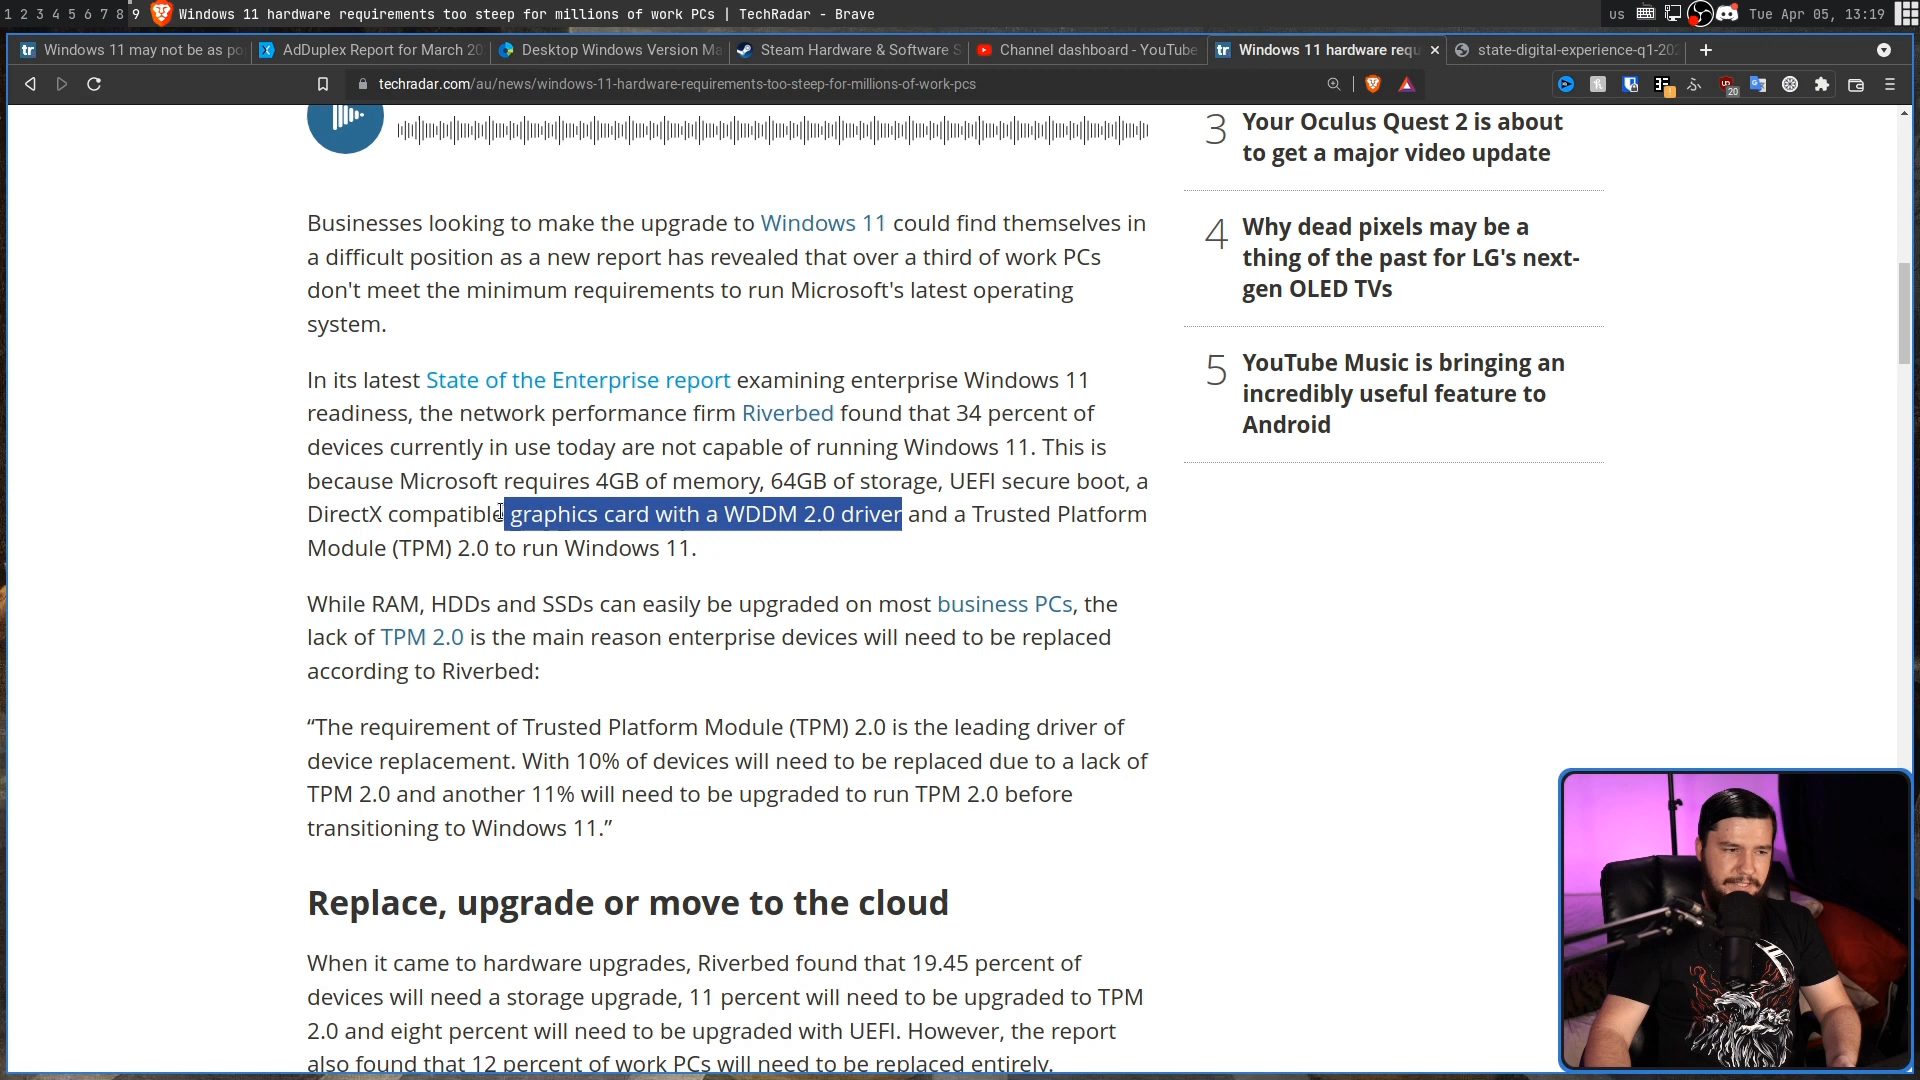 1 2 3 4 5 6 7 8 9 Windows 11 hardware requirements too steep for millions of work PCs | TechRadar - Brave
us Tue Apr 05, 13:19
Windows 11 may not be as po
AdDuplex Report for March 20
Desktop Windows Version Ma
Steam Hardware & Software S
Channel dashboard - YouTube
Windows 11 hardware requ
state-digital-experience-q1-202
techradar.com/au/news/windows-11-hardware-requirements-too-steep-for-millions-of-work-pcs
20
Businesses looking to make the upgrade to Windows 11 could find themselves in
a difficult position as a new report has revealed that over a third of work PCs
don't meet the minimum requirements to run Microsoft's latest operating
system.
In its latest State of the Enterprise report examining enterprise Windows 11
readiness, the network performance firm Riverbed found that 34 percent of
devices currently in use today are not capable of running Windows 11. This is
because Microsoft requires 4GB of memory, 64GB of storage, UEFI secure boot, a
DirectX compatible graphics card with a WDDM 2.0 driver and a Trusted Platform
Module (TPM) 2.0 to run Windows 11.
While RAM, HDDs and SSDs can easily be upgraded on most business PCs, the
lack of TPM 2.0 is the main reason enterprise devices will need to be replaced
according to Riverbed:
“The requirement of Trusted Platform Module (TPM) 2.0 is the leading driver of
device replacement. With 10% of devices will need to be replaced due to a lack of
TPM 2.0 and another 11% will need to be upgraded to run TPM 2.0 before
transitioning to Windows 11.”
Replace, upgrade or move to the cloud
When it came to hardware upgrades, Riverbed found that 19.45 percent of
devices will need a storage upgrade, 11 percent will need to be upgraded to TPM
2.0 and eight percent will need to be upgraded with UEFI. However, the report
also found that 12 percent of work PCs will need to be replaced entirely.
3 Your Oculus Quest 2 is about
to get a major video update
4 Why dead pixels may be a
thing of the past for LG's next-
gen OLED TVs
5 YouTube Music is bringing an
incredibly useful feature to
Android